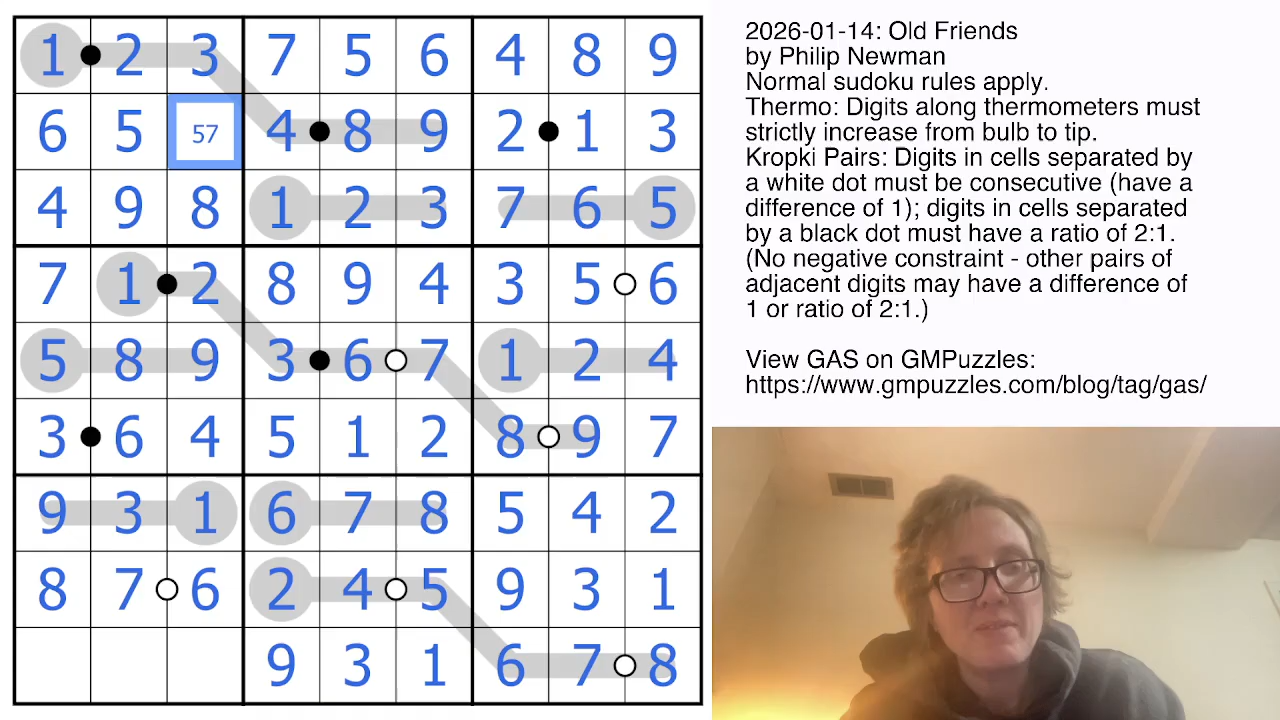 1 2 3 7 5 6 4 8 9
6 5 57 4 8 9 2 1 3
4 9 8 1 2 3 7 6 5
7 1 2 8 9 4 3 5 6
5 8 9 3 6 7 1 2 4
3 6 4 5 1 2 8 9 7
9 3 1 6 7 8 5 4 2
8 7 6 2 4 5 9 3 1
9 3 1 6 7 8
2026-01-14: Old Friends
by Philip Newman
Normal sudoku rules apply.
Thermo: Digits along thermometers must
strictly increase from bulb to tip.
Kropki Pairs: Digits in cells separated by
a white dot must be consecutive (have a
difference of 1); digits in cells separated
by a black dot must have a ratio of 2:1.
(No negative constraint - other pairs of
adjacent digits may have a difference of
1 or ratio of 2:1.)
View GAS on GMPuzzles:
https://www.gmpuzzles.com/blog/tag/gas/